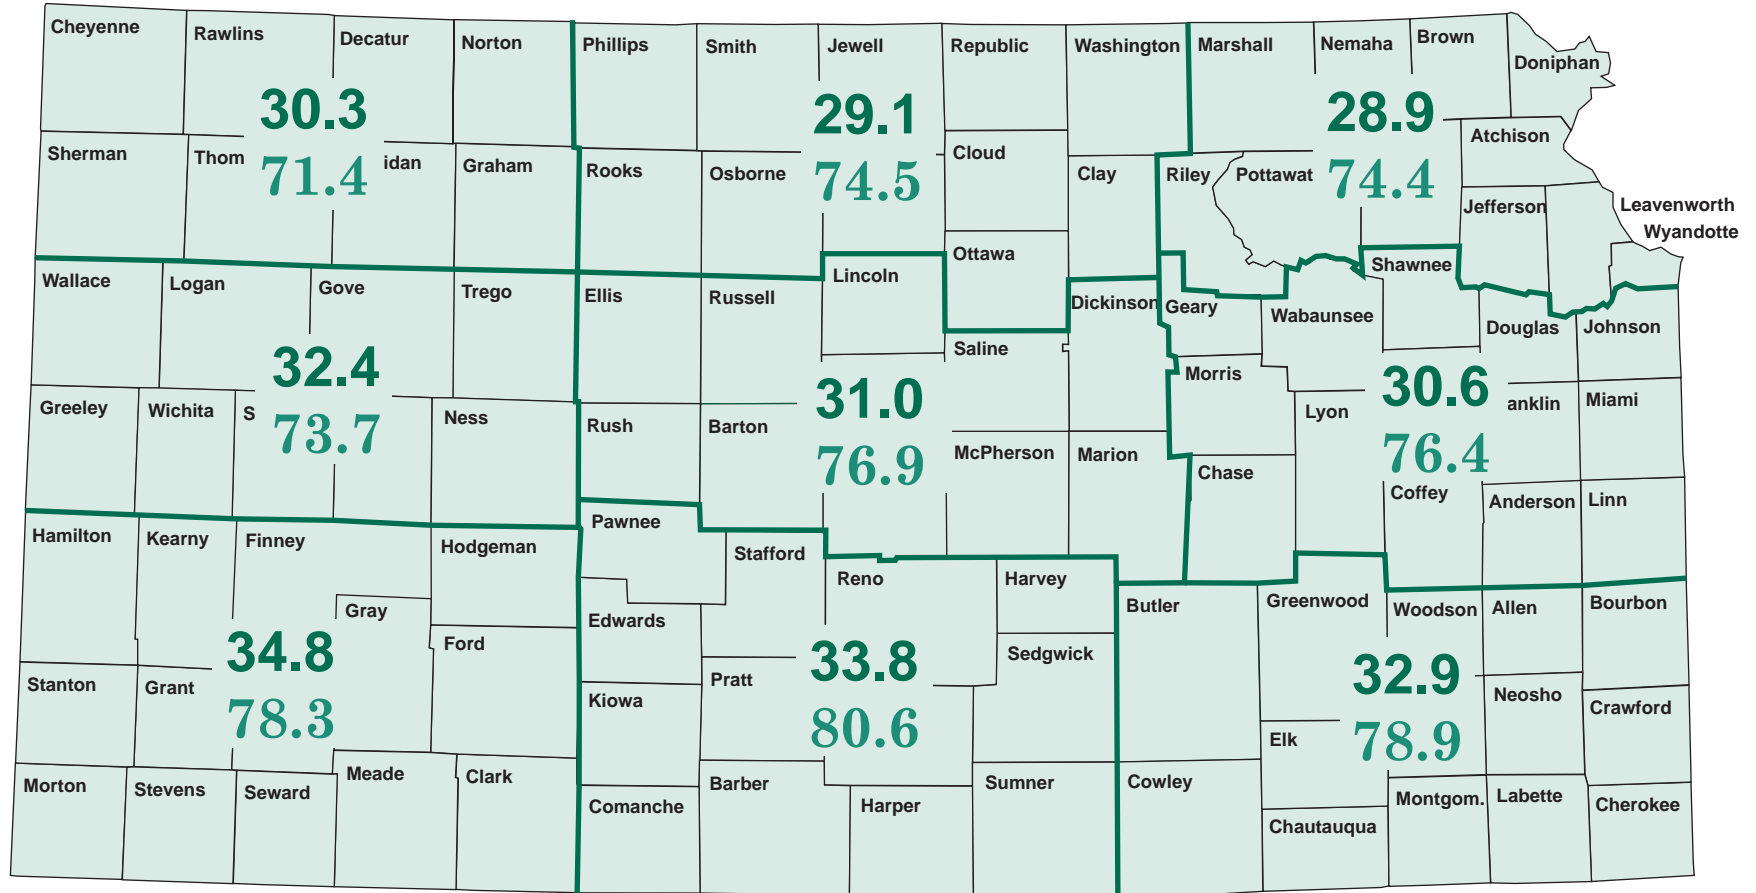 Cheyenne
Rawlins
Decatur
Norton
Phillips
Smith
Jewell
Republic
Washington
Marshall
Nemaha
Brown
Doniphan
30.3
71.4
29.1
74.5
28.9
74.4
Sherman
Thom
idan
Graham
Rooks
Osborne
Cloud
Clay
Riley
Pottawat
Atchison
Jefferson
Leavenworth
Wyandotte
Wallace
Logan
Gove
Trego
Ellis
Russell
Lincoln
Ottawa
Dickinson
Geary
Wabaunsee
Shawnee
Douglas
Johnson
32.4
73.7
31.0
76.9
30.6
76.4
Saline
Morris
Greeley
Wichita
S
Ness
Rush
Barton
McPherson
Marion
Chase
Lyon
anklin
Miami
Coffey
Anderson
Linn
Hamilton
Kearny
Finney
Hodgeman
Pawnee
Stafford
Reno
Harvey
Butler
Greenwood
Woodson
Allen
Bourbon
Gray
Ford
Edwards
Sedgwick
34.8
78.3
33.8
80.6
32.9
78.9
Stanton
Grant
Kiowa
Pratt
Elk
Neosho
Crawford
Morton
Stevens
Seward
Meade
Clark
Comanche
Barber
Harper
Sumner
Cowley
Chautauqua
Montgom.
Labette
Cherokee